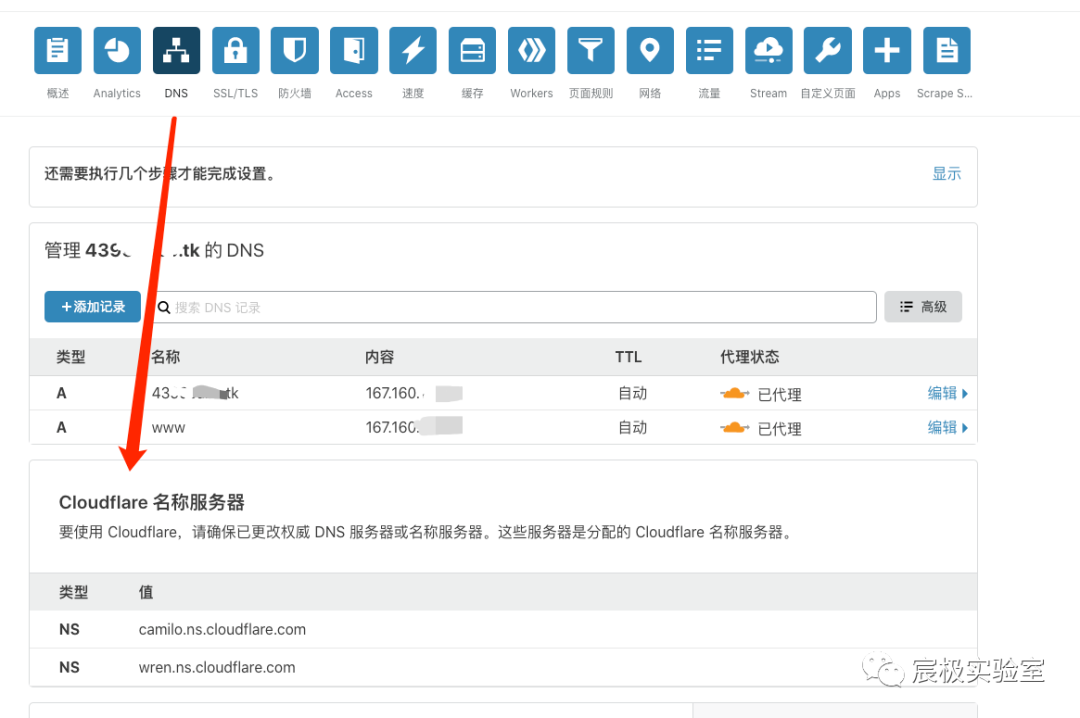 概述 Analytics DNS SSL/TLS 防火墙 Access 速度 缓存 Workers 页面规则 网络 流量 Stream 自定义页面 Apps Scrape S...
还需要执行几个步骤才能完成设置。 显示
管理 439 .tk 的 DNS
+添加记录 搜索 DNS 记录 高级
类型 名称 内容 TTL 代理状态
A 439 tk 167.160. 自动 已代理 编辑
A www 167.160. 自动 已代理 编辑
Cloudflare 名称服务器
要使用 Cloudflare，请确保已更改权威 DNS 服务器或名称服务器。这些服务器是分配的 Cloudflare 名称服务器。
类型 值
NS camilo.ns.cloudflare.com
NS wren.ns.cloudflare.com
宸极实验室